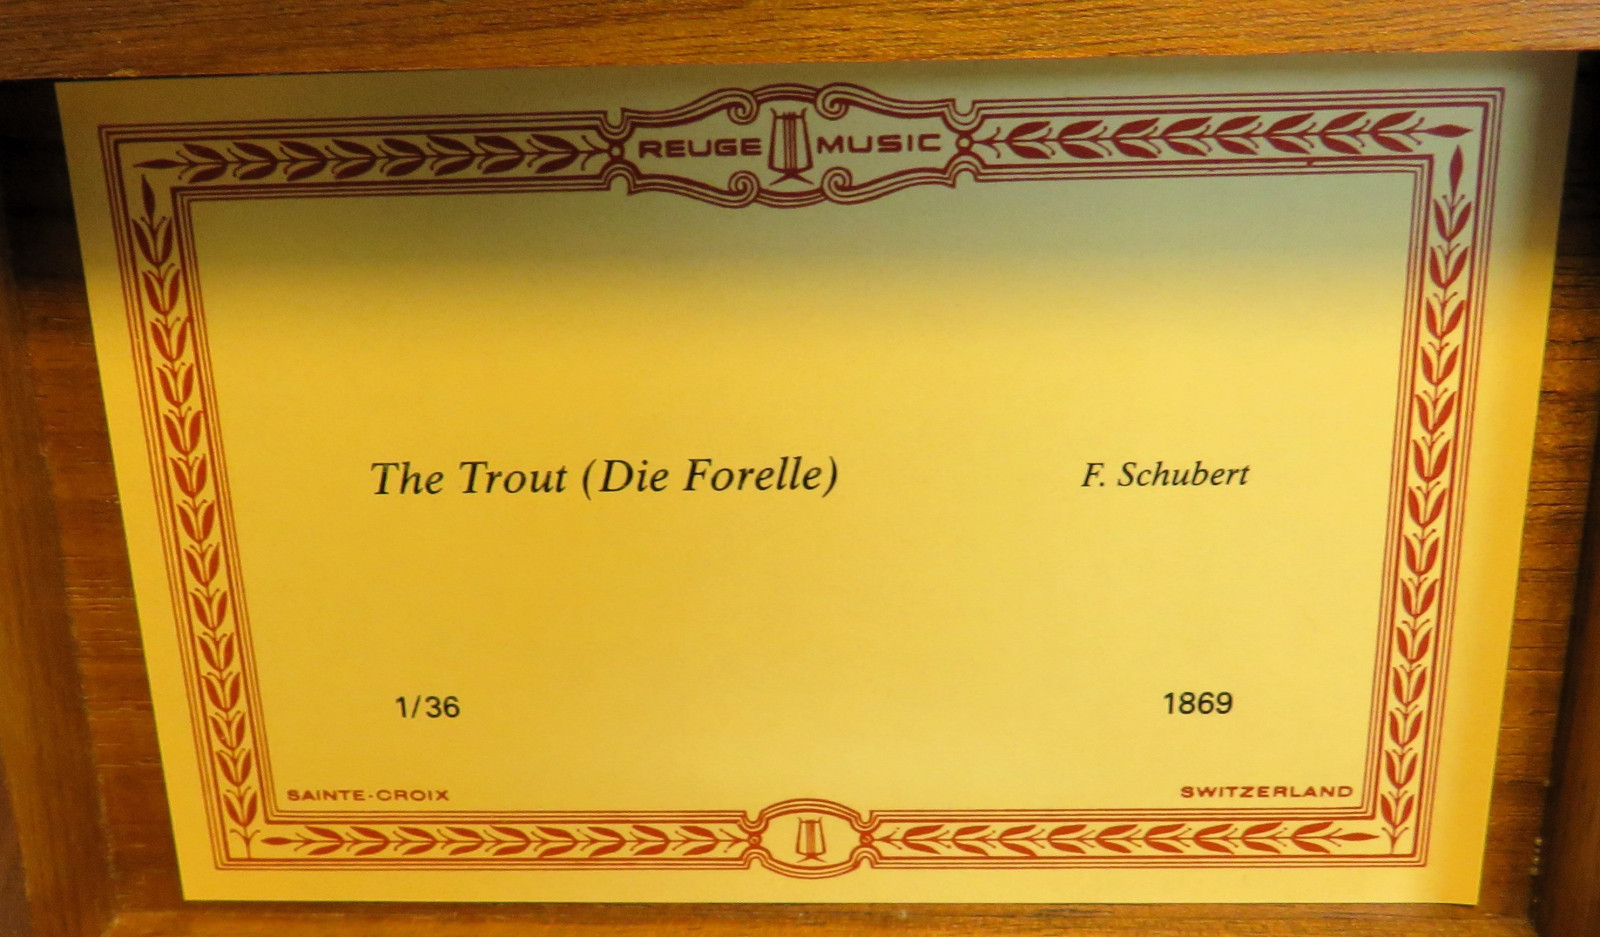 REUGE MUSIC
The Trout (Die Forelle) F. Schubert
1/36 1869
SAINTE-CROIX SWITZERLAND